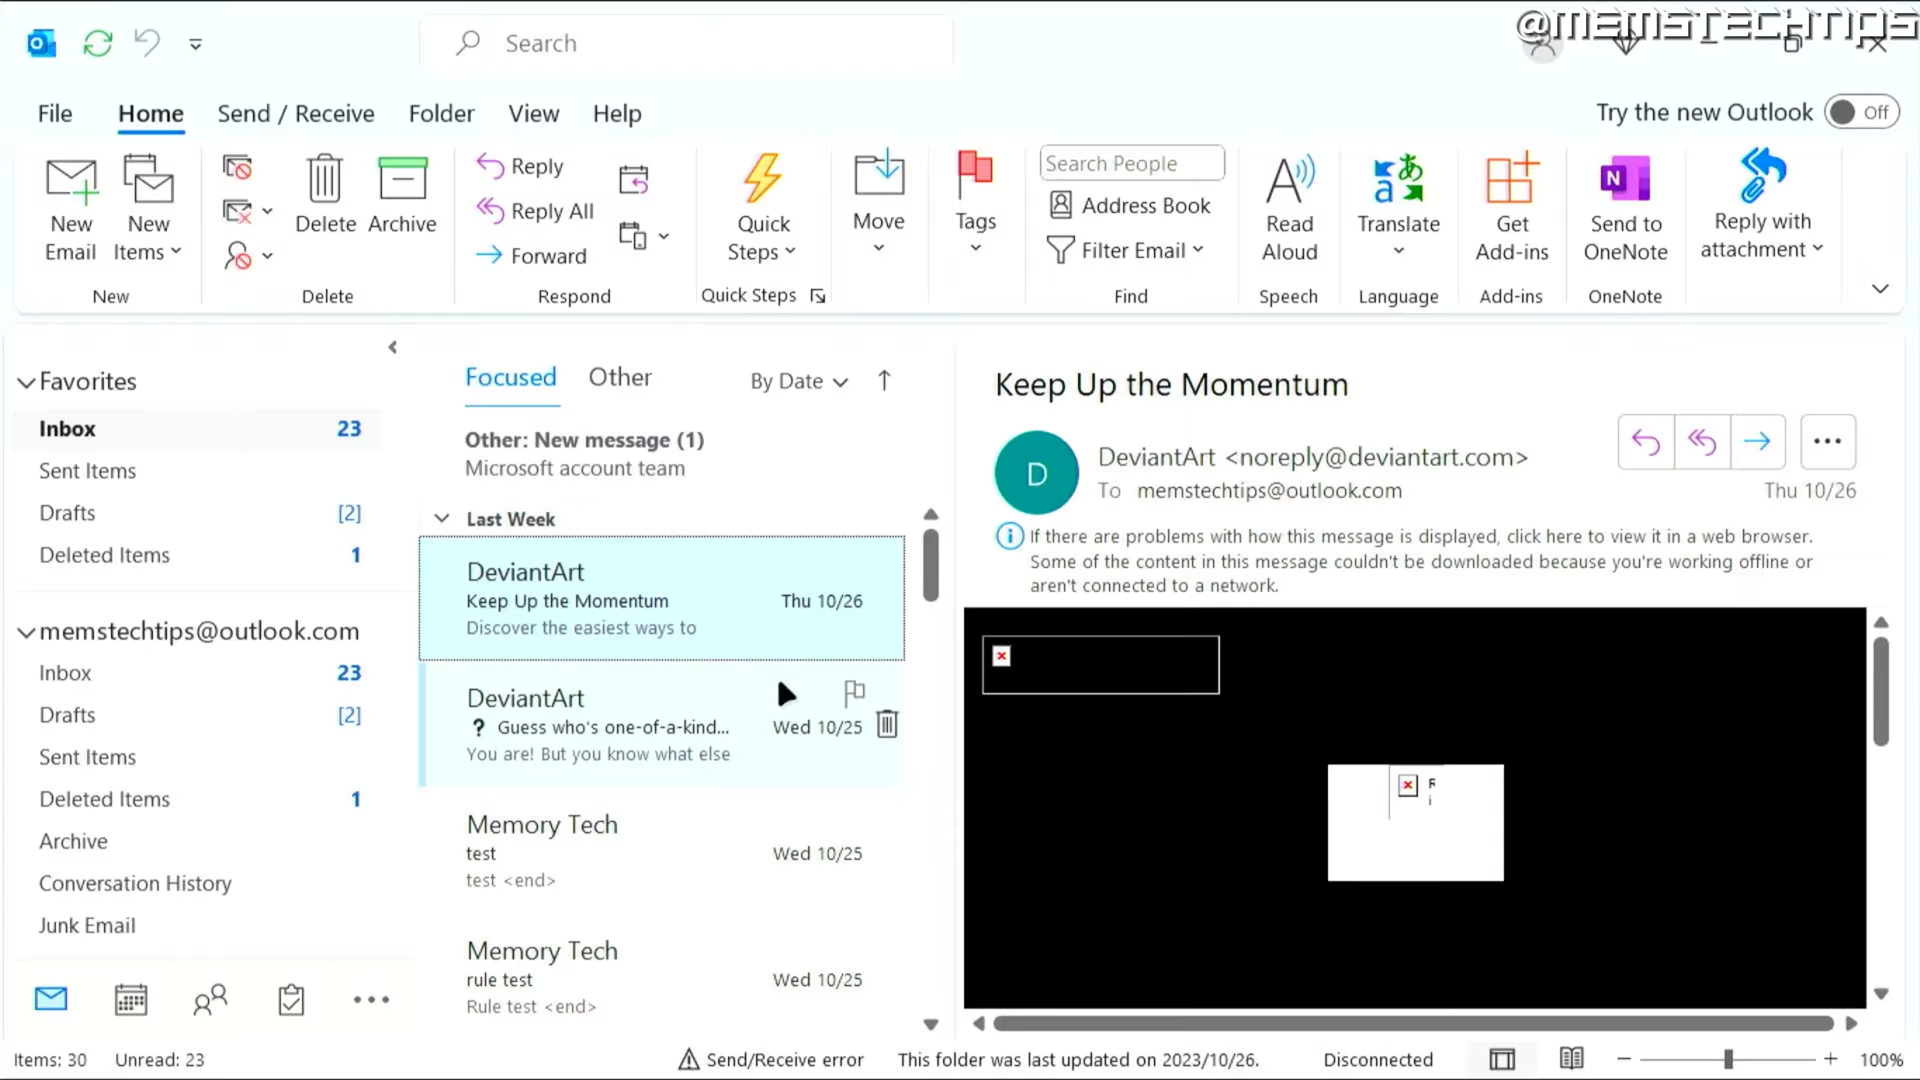 @MEMSTECHTIPS
Search
File
Home
Send / Receive
Folder
View
Help
Try the new Outlook
Off
New
Email
New
Items
New
Delete
Archive
Delete
Reply
Reply All
Forward
Respond
Quick
Steps
Quick Steps
Move
Tags
Search People
Address Book
Filter Email
Find
Read
Aloud
Speech
Translate
Language
Get
Add-ins
Add-ins
Send to
OneNote
OneNote
Reply with
attachment
Favorites
Inbox 23
Sent Items
Drafts [2]
Deleted Items 1
memstechtips@outlook.com
Inbox 23
Drafts [2]
Sent Items
Deleted Items 1
Archive
Conversation History
Junk Email
Focused
Other
By Date
Other: New message (1)
Microsoft account team
Last Week
DeviantArt
Keep Up the Momentum Thu 10/26
Discover the easiest ways to
DeviantArt
? Guess who's one-of-a-kind... Wed 10/25
You are! But you know what else
Memory Tech
test Wed 10/25
test <end>
Memory Tech
rule test Wed 10/25
Rule test <end>
Keep Up the Momentum
D
DeviantArt <noreply@deviantart.com>
To memstechtips@outlook.com
Thu 10/26
If there are problems with how this message is displayed, click here to view it in a web browser.
Some of the content in this message couldn't be downloaded because you're working offline or
aren't connected to a network.
Items: 30
Unread: 23
Send/Receive error
This folder was last updated on 2023/10/26.
Disconnected
100%